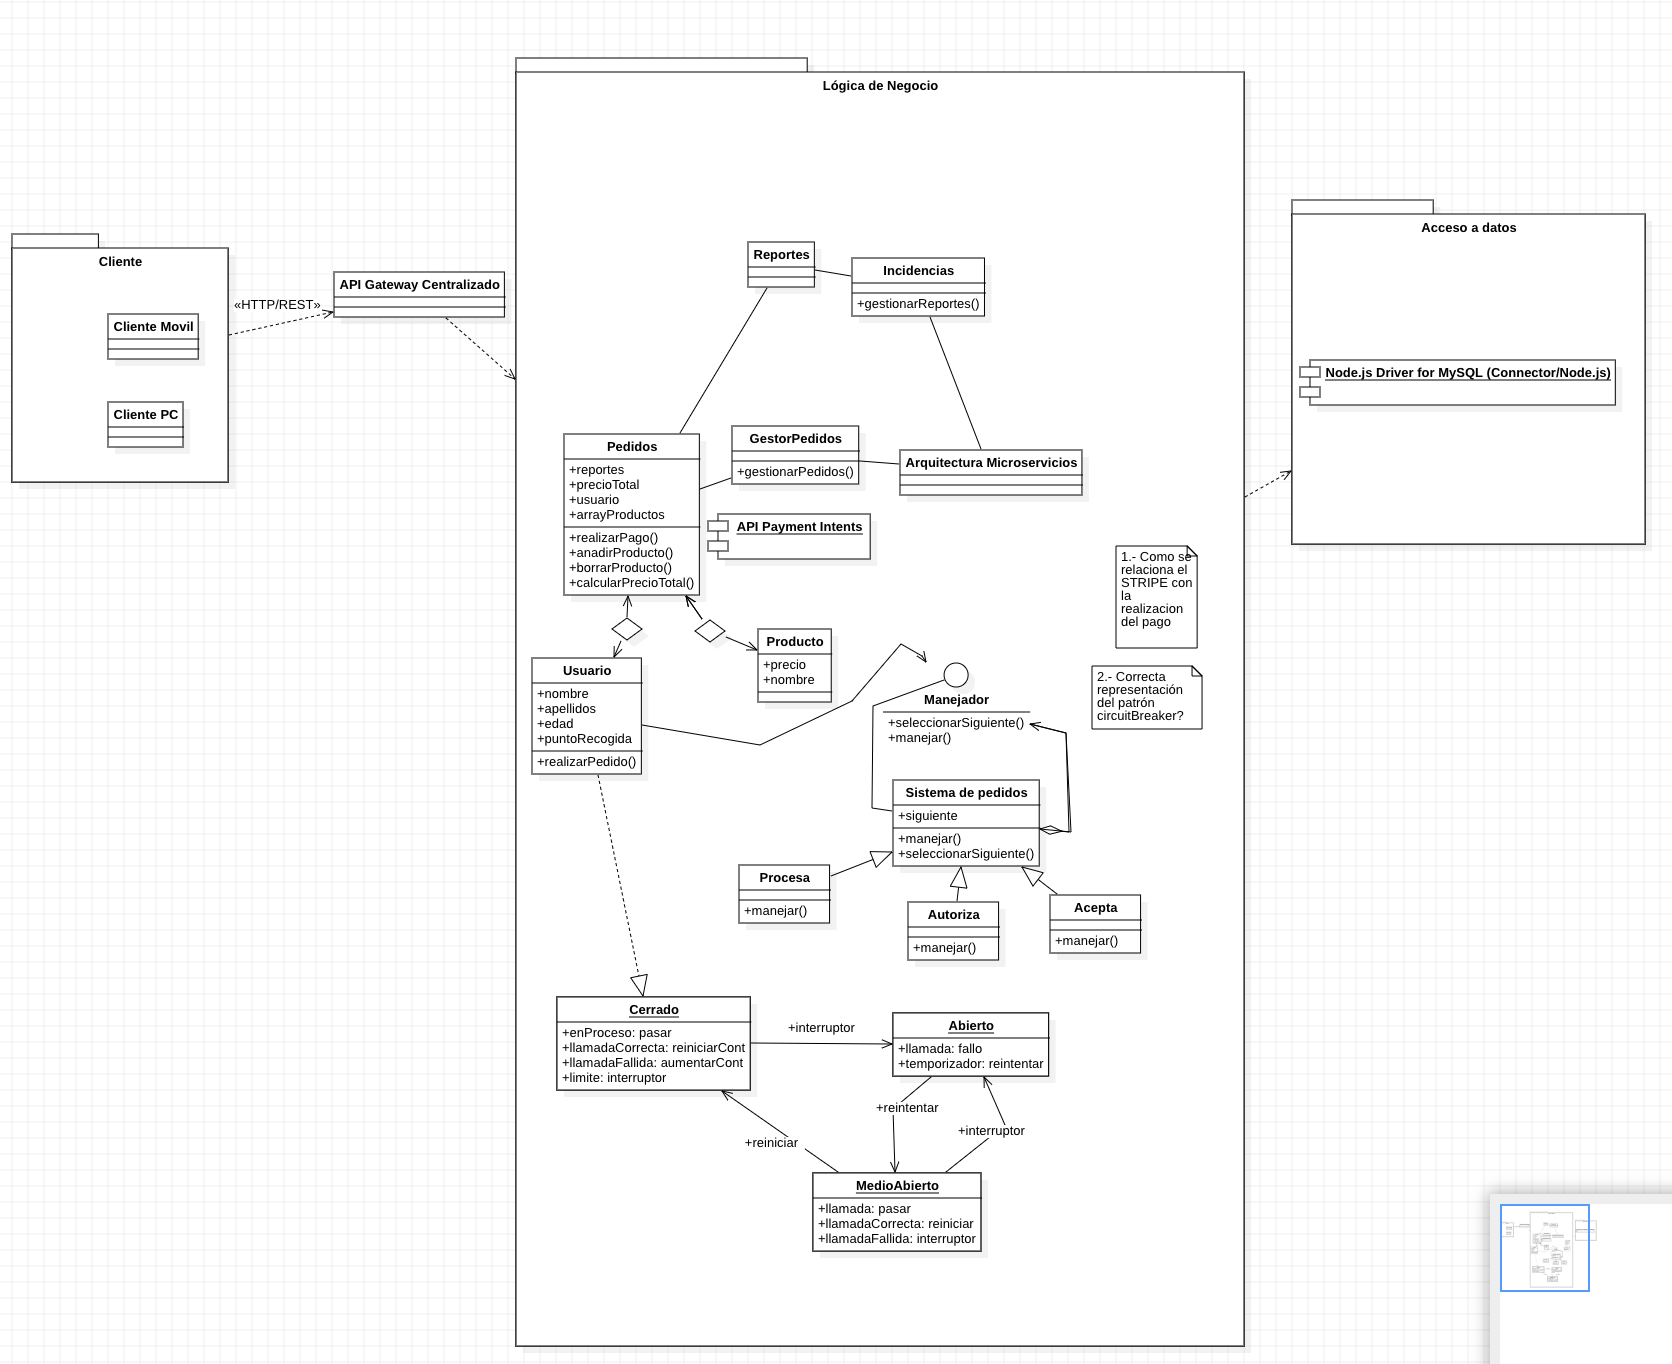 Lógica de Negocio
Cliente
Cliente Movil
Cliente PC
«HTTP/REST»
API Gateway Centralizado
Reportes
Incidencias
+gestionarReportes()
Pedidos
+reportes
+precioTotal
+usuario
+arrayProductos
+realizarPago()
+anadirProducto()
+borrarProducto()
+calcularPrecioTotal()
GestorPedidos
+gestionarPedidos()
Arquitectura Microservicios
API Payment Intents
Producto
+precio
+nombre
Usuario
+nombre
+apellidos
+edad
+puntoRecogida
+realizarPedido()
Manejador
+seleccionarSiguiente()
+manejar()
Sistema de pedidos
+siguiente
+manejar()
+seleccionarSiguiente()
Procesa
+manejar()
Autoriza
+manejar()
Acepta
+manejar()
1.- Como se
relaciona el
STRIPE con
la
realizacion
del pago
2.- Correcta
representación
del patrón
circuitBreaker?
Cerrado
+enProceso: pasar
+llamadaCorrecta: reiniciarCont
+llamadaFallida: aumentarCont
+limite: interruptor
+interruptor
Abierto
+llamada: fallo
+temporizador: reintentar
+reintentar
+interruptor
+reiniciar
MedioAbierto
+llamada: pasar
+llamadaCorrecta: reiniciar
+llamadaFallida: interruptor
Acceso a datos
Node.js Driver for MySQL (Connector/Node.js)